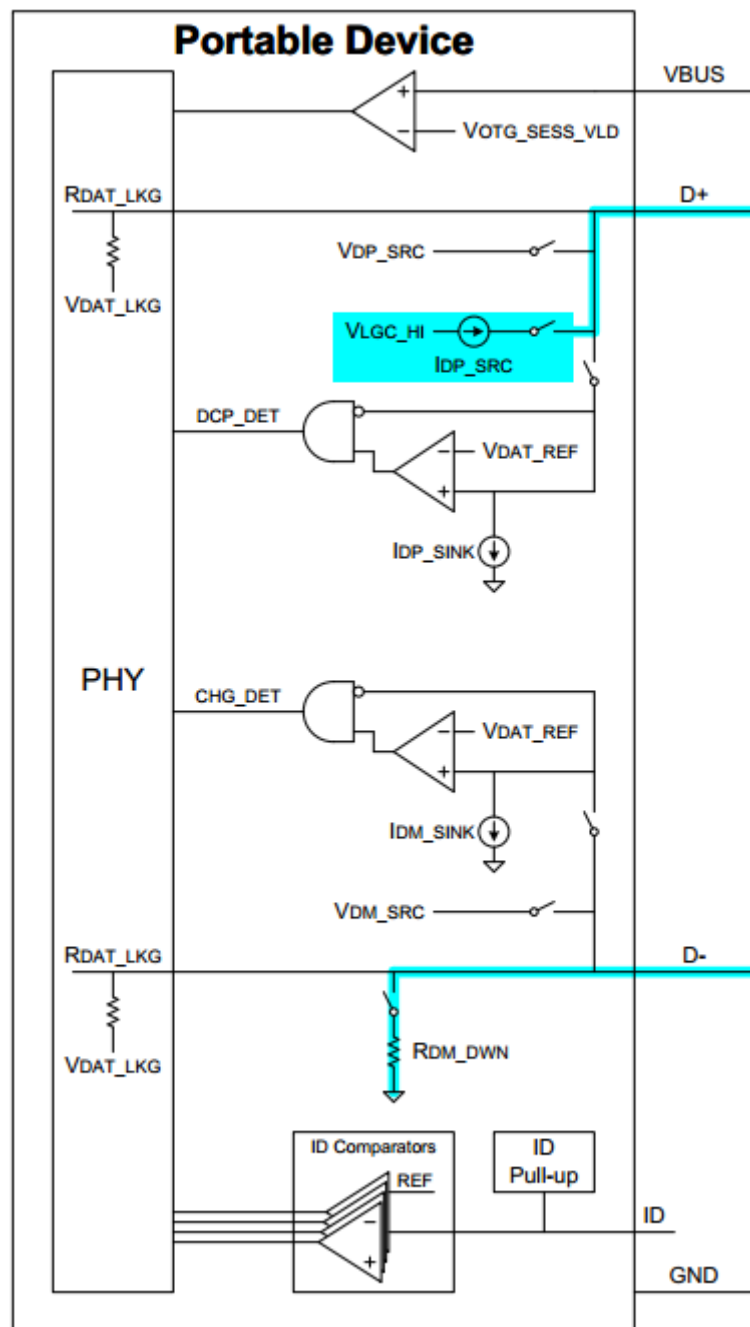 Portable Device
VBUS
VOTG_SESS_VLD
RDAT_LKG
D+
VDP_SRC
VDAT_LKG
VLGC_HI
IDP_SRC
DCP_DET
VDAT_REF
IDP_SINK
PHY
CHG_DET
VDAT_REF
IDM_SINK
VDM_SRC
RDAT_LKG
D-
RDM_DWN
VDAT_LKG
ID Comparators
REF
ID
Pull-up
ID
GND